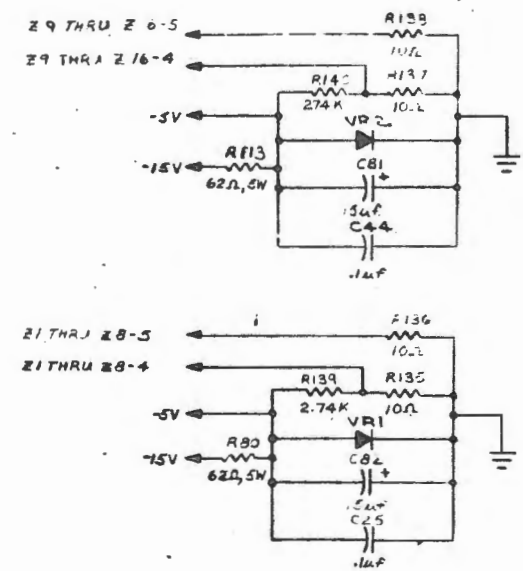 Z9 THRU Z 6-5
R138
10Ω
Z9 THRU Z16-4
R140
R137
274K
10Ω
-5V
VR2
-15V
R113
C81
+
62Ω, 5W
15uf
C44
.1uf
R136
Z1 THRU Z8-5
10Ω
Z1 THRU Z8-4
R139
R135
2.74K
10Ω
-5V
VR1
-15V
R80
C82
+
62Ω, 5W
15uf
C25
.1uf